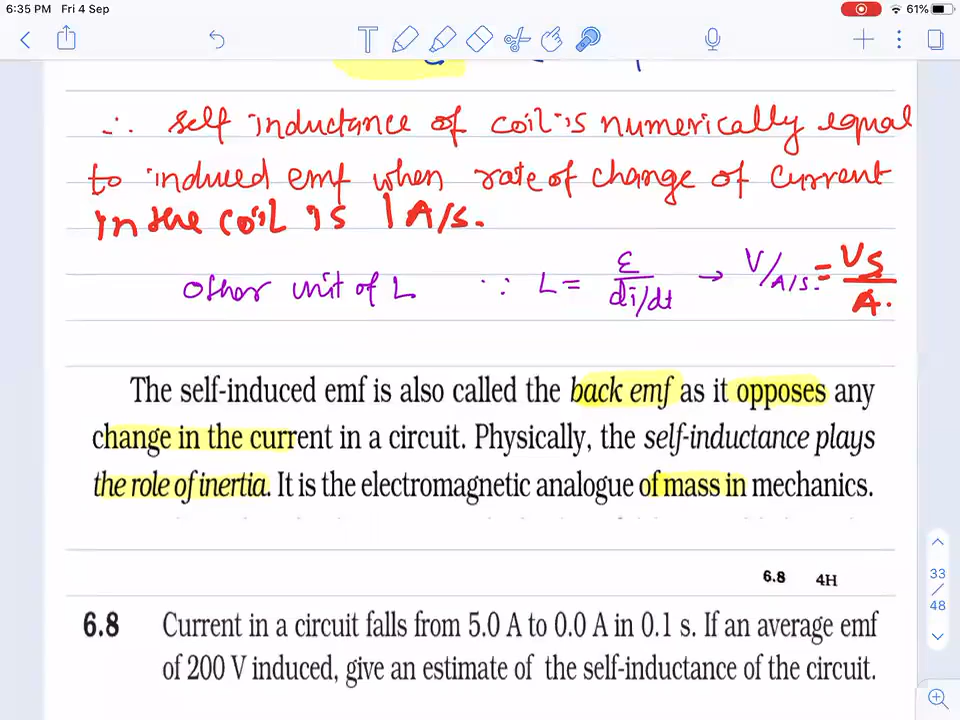 6:35 PM Fri 4 Sep
61%
∴ self inductance of coil is numerically equal
to induced emf when rate of change of current
in the coil is 1 A/s.
Other unit of L ∵ L = ε / di/dt → V/A/s. = VS / A.
The self-induced emf is also called the back emf as it opposes any
change in the current in a circuit. Physically, the self-inductance plays
the role of inertia. It is the electromagnetic analogue of mass in mechanics.
33 / 48
6.8 4H
6.8 Current in a circuit falls from 5.0 A to 0.0 A in 0.1 s. If an average emf
of 200 V induced, give an estimate of the self-inductance of the circuit.